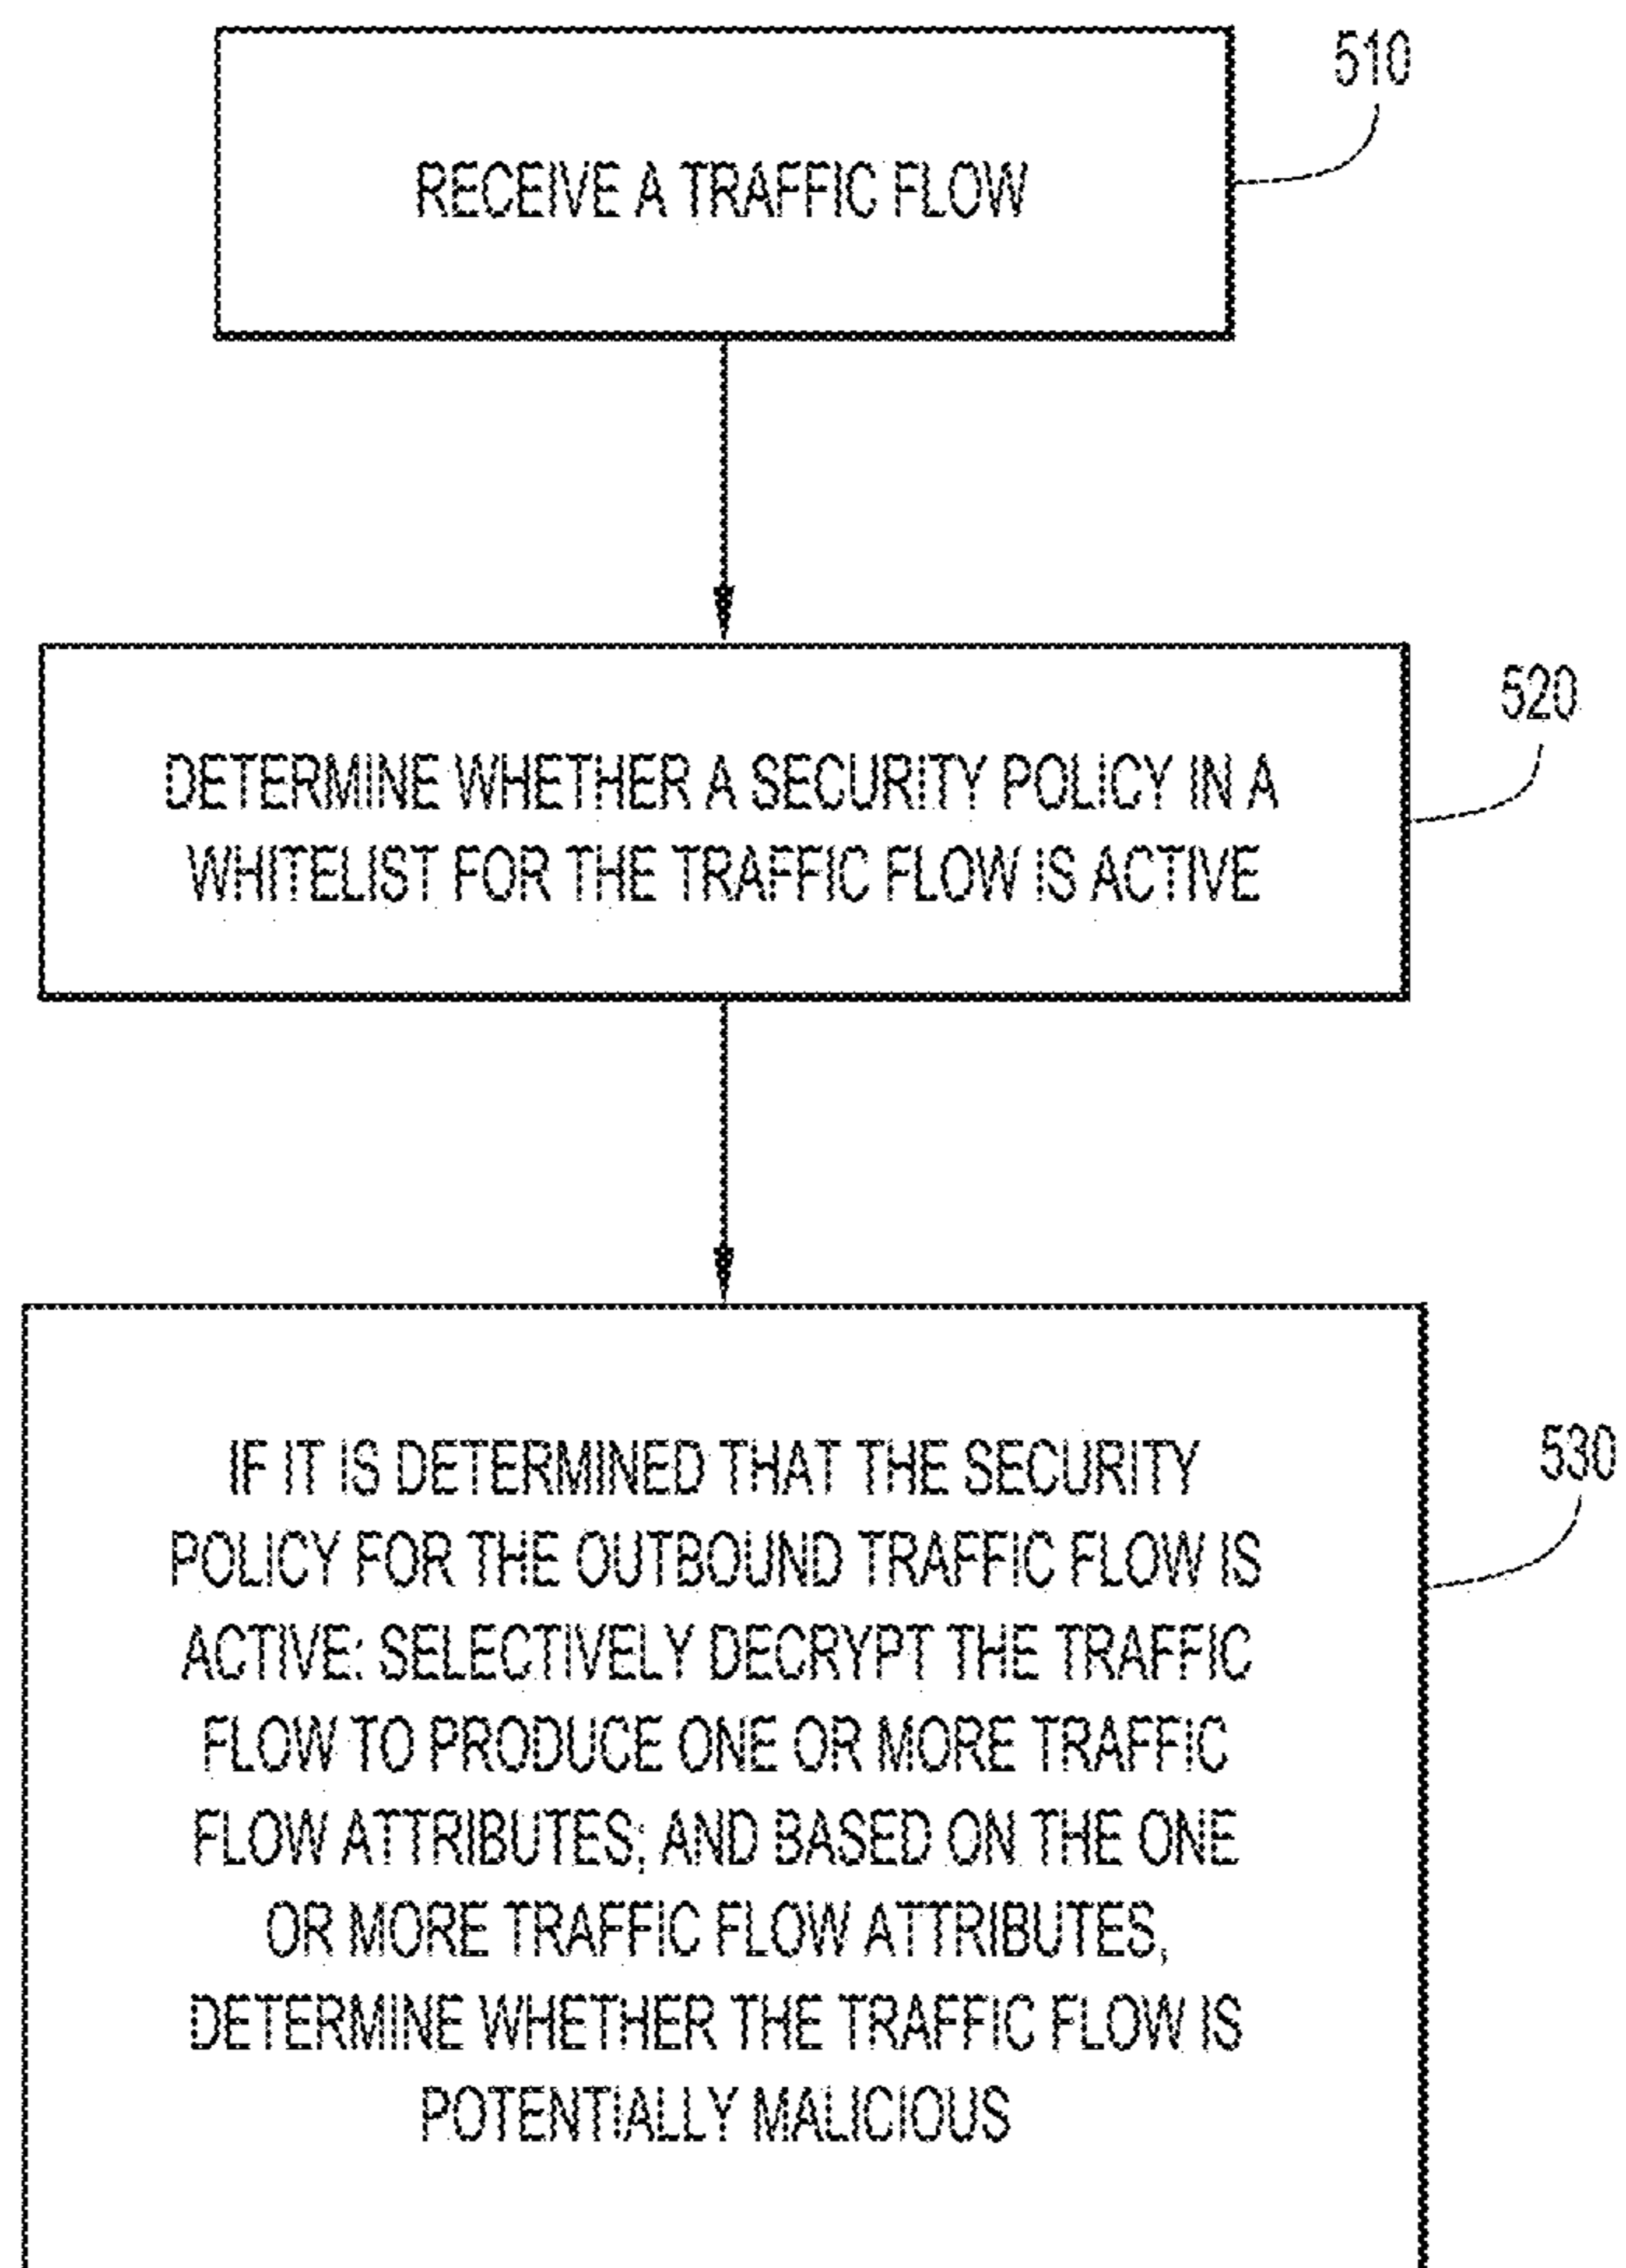 510
RECEIVE A TRAFFIC FLOW
520
DETERMINE WHETHER A SECURITY POLICY IN A
WHITELIST FOR THE TRAFFIC FLOW IS ACTIVE
530
IF IT IS DETERMINED THAT THE SECURITY
POLICY FOR THE OUTBOUND TRAFFIC FLOW IS
ACTIVE: SELECTIVELY DECRYPT THE TRAFFIC
FLOW TO PRODUCE ONE OR MORE TRAFFIC
FLOW ATTRIBUTES; AND BASED ON THE ONE
OR MORE TRAFFIC FLOW ATTRIBUTES,
DETERMINE WHETHER THE TRAFFIC FLOW IS
POTENTIALLY MALICIOUS